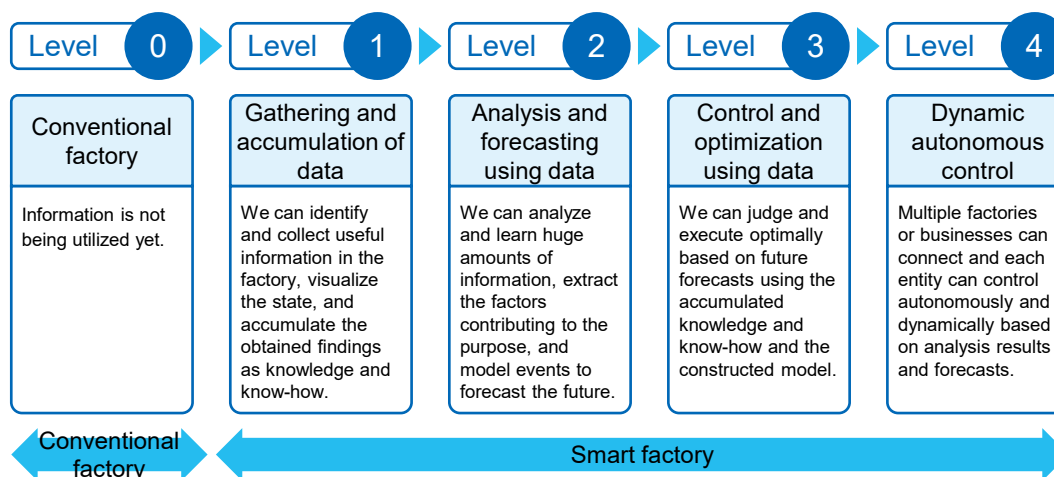 Level 0
Level 1
Level 2
Level 3
Level 4
Conventional
factory
Information is not
being utilized yet.
Gathering and
accumulation of
data
We can identify
and collect useful
information in the
factory, visualize
the state, and
accumulate the
obtained findings
as knowledge and
know-how.
Analysis and
forecasting
using data
We can analyze
and learn huge
amounts of
information, extract
the factors
contributing to the
purpose, and
model events to
forecast the future.
Control and
optimization
using data
We can judge and
execute optimally
based on future
forecasts using the
accumulated
knowledge and
know-how and the
constructed model.
Dynamic
autonomous
control
Multiple factories
or businesses can
connect and each
entity can control
autonomously and
dynamically based
on analysis results
and forecasts.
Conventional
factory
Smart factory